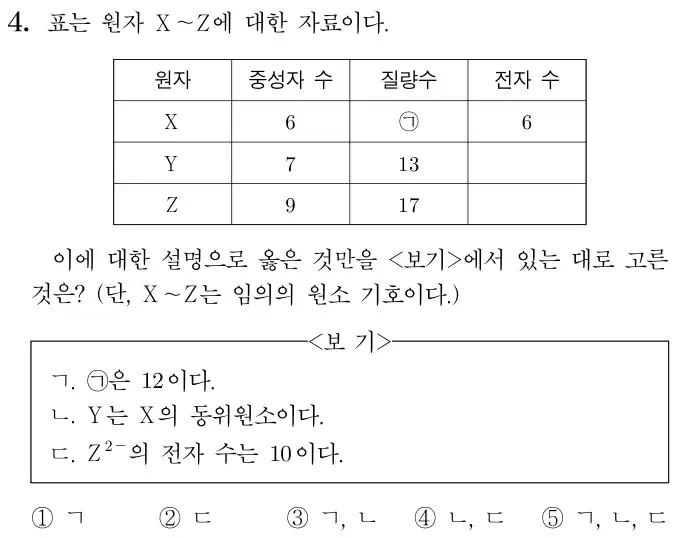 4. 표는 원자 X~Z에 대한 자료이다.
원자 중성자 수 질량수 전자 수
X 6 ㉠ 6
Y 7 13
Z 9 17
이에 대한 설명으로 옳은 것만을 <보기>에서 있는 대로 고른
것은? (단, X~Z는 임의의 원소 기호이다.)
<보 기>
ㄱ. ㉠은 12이다.
ㄴ. Y는 X의 동위원소이다.
ㄷ. Z²⁻의 전자 수는 10이다.
① ㄱ ② ㄷ ③ ㄱ, ㄴ ④ ㄴ, ㄷ ⑤ ㄱ, ㄴ, ㄷ